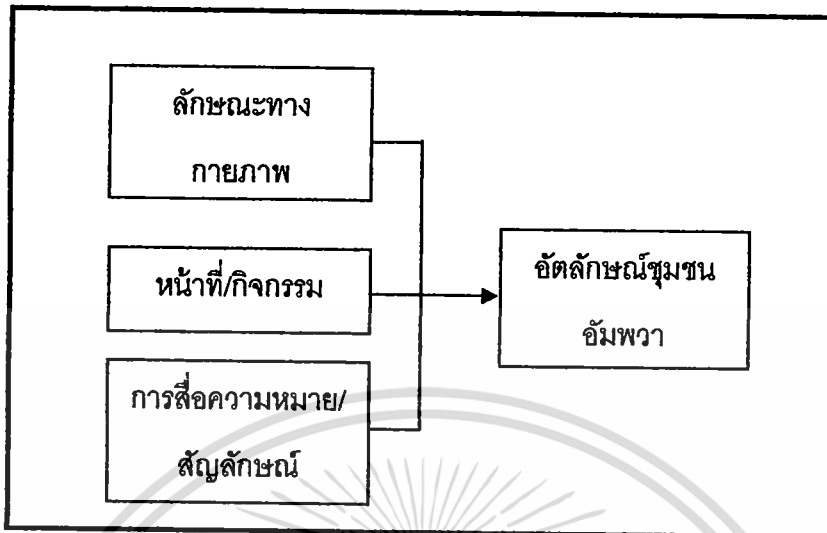 ลักษณะทาง
กายภาพ
หน้าที่/กิจกรรม
การสื่อความหมาย/
สัญลักษณ์
อัตลักษณ์ชุมชน
อัมพวา